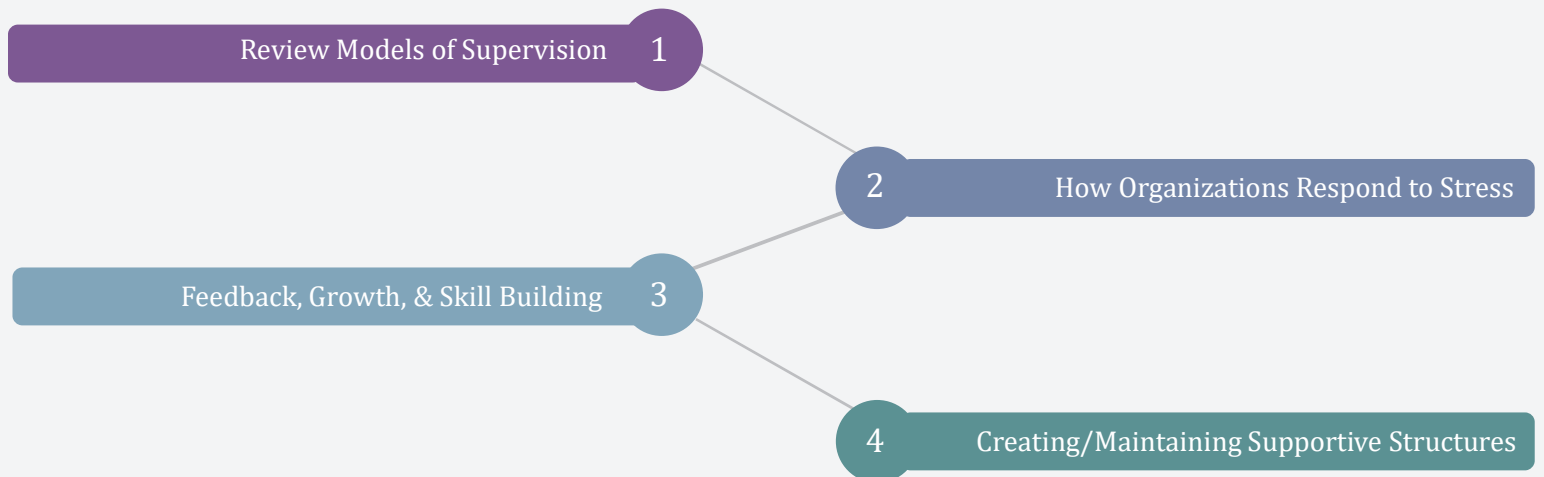 Review Models of Supervision 1
2 How Organizations Respond to Stress
Feedback, Growth, & Skill Building 3
4 Creating/Maintaining Supportive Structures